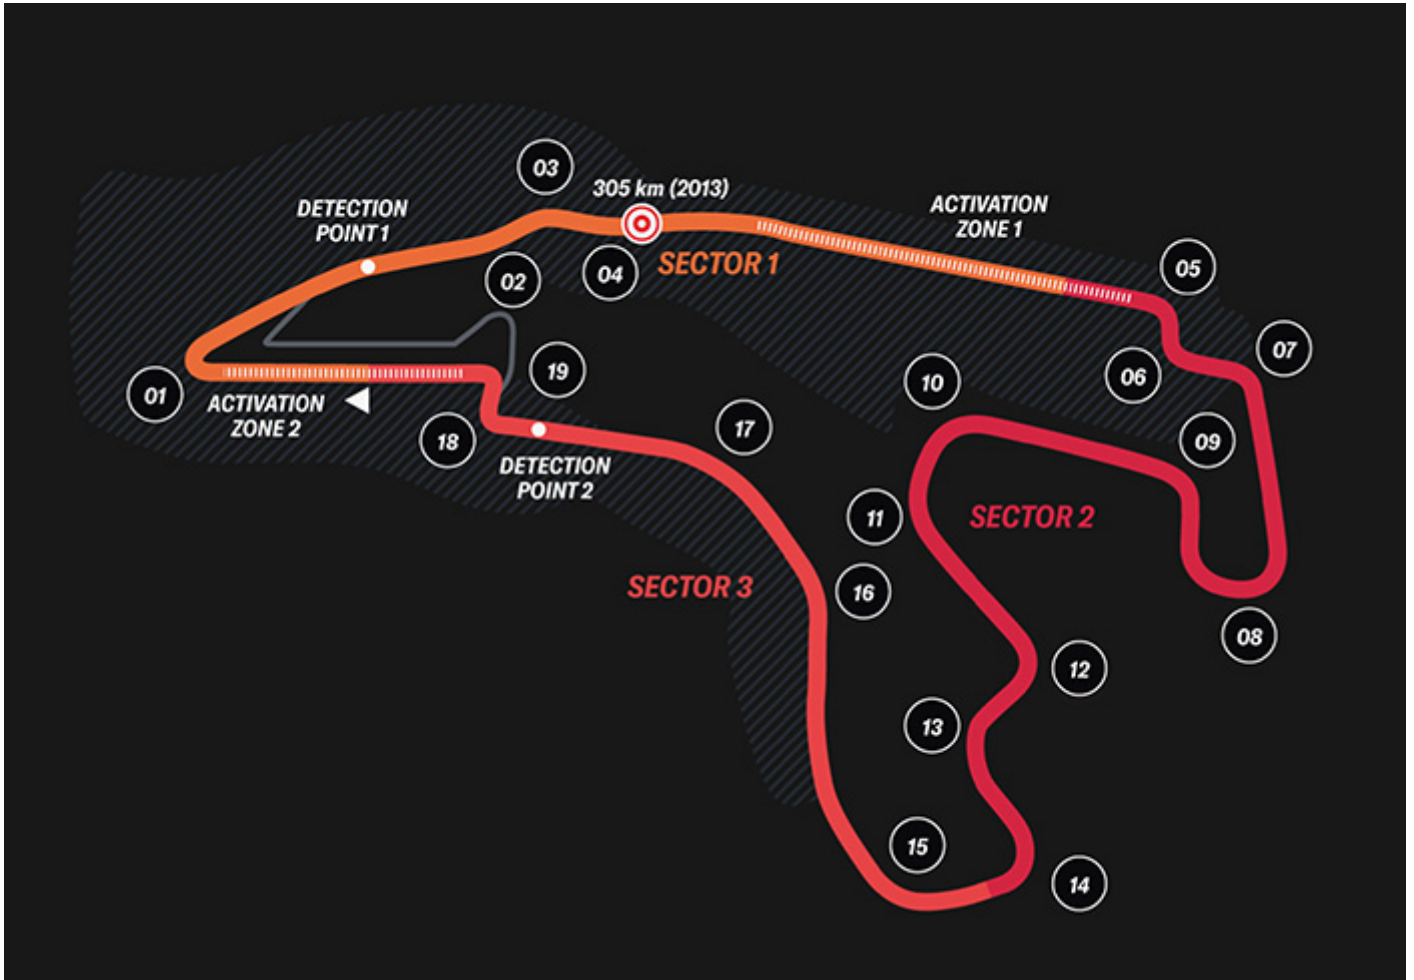 03
305 km (2013)
DETECTION
POINT 1
ACTIVATION
ZONE 1
02
04
SECTOR 1
05
07
06
01
ACTIVATION
ZONE 2
19
10
18
17
09
DETECTION
POINT 2
11
SECTOR 2
SECTOR 3
16
08
12
13
15
14